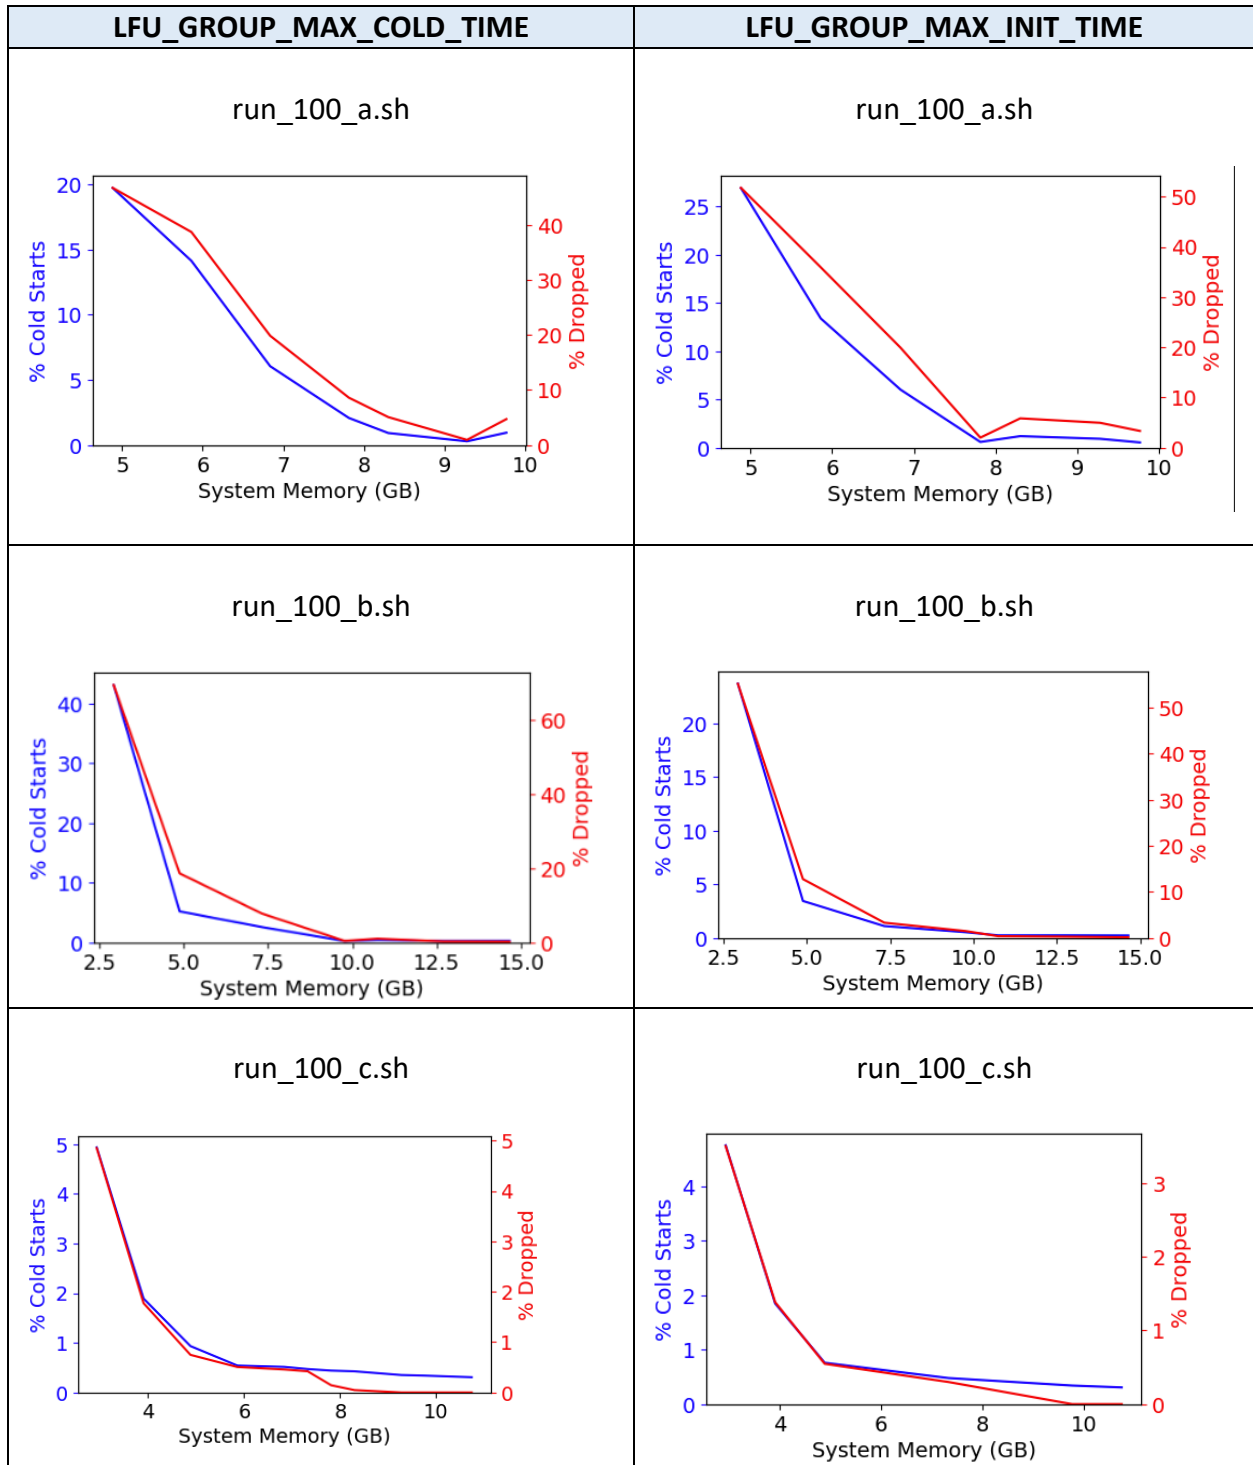 LFU_GROUP_MAX_COLD_TIME
LFU_GROUP_MAX_INIT_TIME
run_100_a.sh
20
15
10
5
0
% Cold Starts
40
30
20
10
0
% Dropped
5 6 7 8 9 10
System Memory (GB)
run_100_a.sh
25
20
15
10
5
0
% Cold Starts
50
40
30
20
10
0
% Dropped
5 6 7 8 9 10
System Memory (GB)
run_100_b.sh
40
30
20
10
0
% Cold Starts
60
40
20
0
% Dropped
2.5 5.0 7.5 10.0 12.5 15.0
System Memory (GB)
run_100_b.sh
20
15
10
5
0
% Cold Starts
50
40
30
20
10
0
% Dropped
2.5 5.0 7.5 10.0 12.5 15.0
System Memory (GB)
run_100_c.sh
5
4
3
2
1
0
% Cold Starts
5
4
3
2
1
0
% Dropped
4 6 8 10
System Memory (GB)
run_100_c.sh
4
3
2
1
0
% Cold Starts
3
2
1
0
% Dropped
4 6 8 10
System Memory (GB)